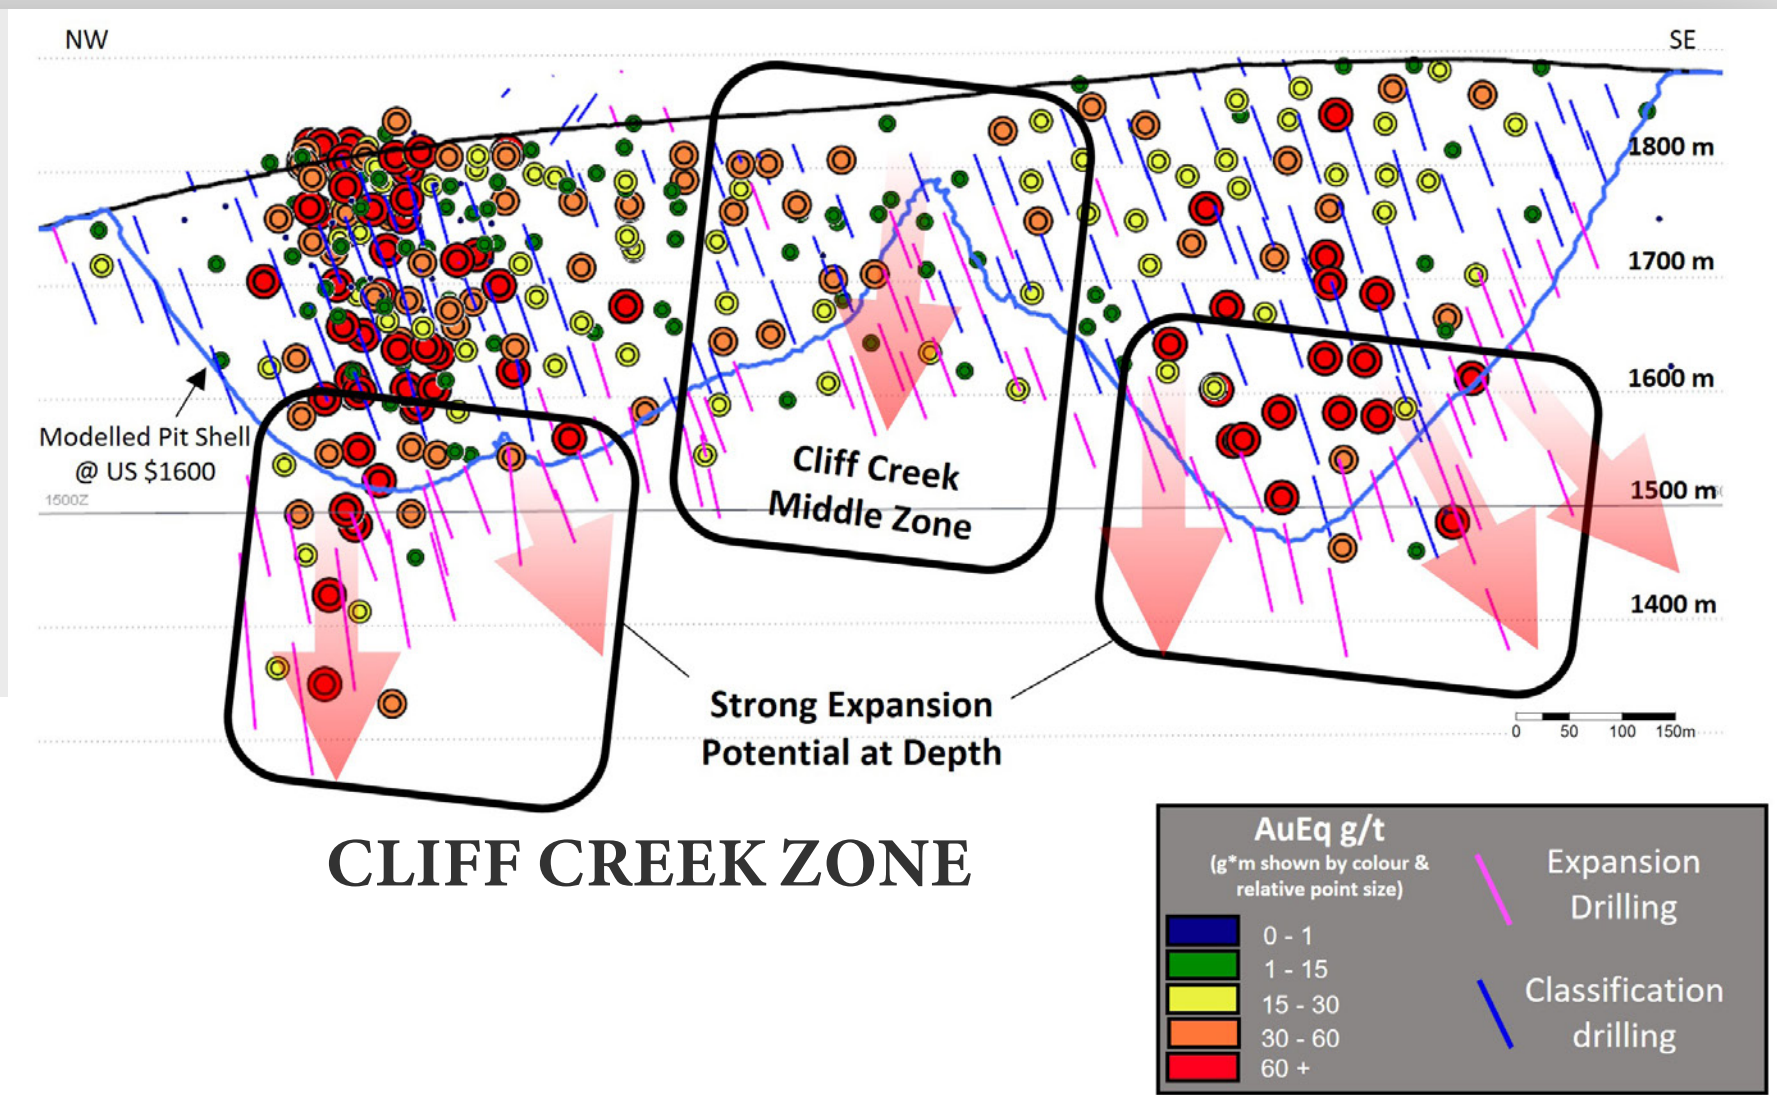 NW
SE
1800 m
1700 m
1600 m
Modelled Pit Shell
@ US $1600
Cliff Creek
Middle Zone
1500Z
1500 m
1400 m
Strong Expansion
Potential at Depth
0 50 100 150m
CLIFF CREEK ZONE
AuEq g/t
(g*m shown by colour &
relative point size)
0 - 1
1 - 15
15 - 30
30 - 60
60 +
Expansion
Drilling
Classification
drilling